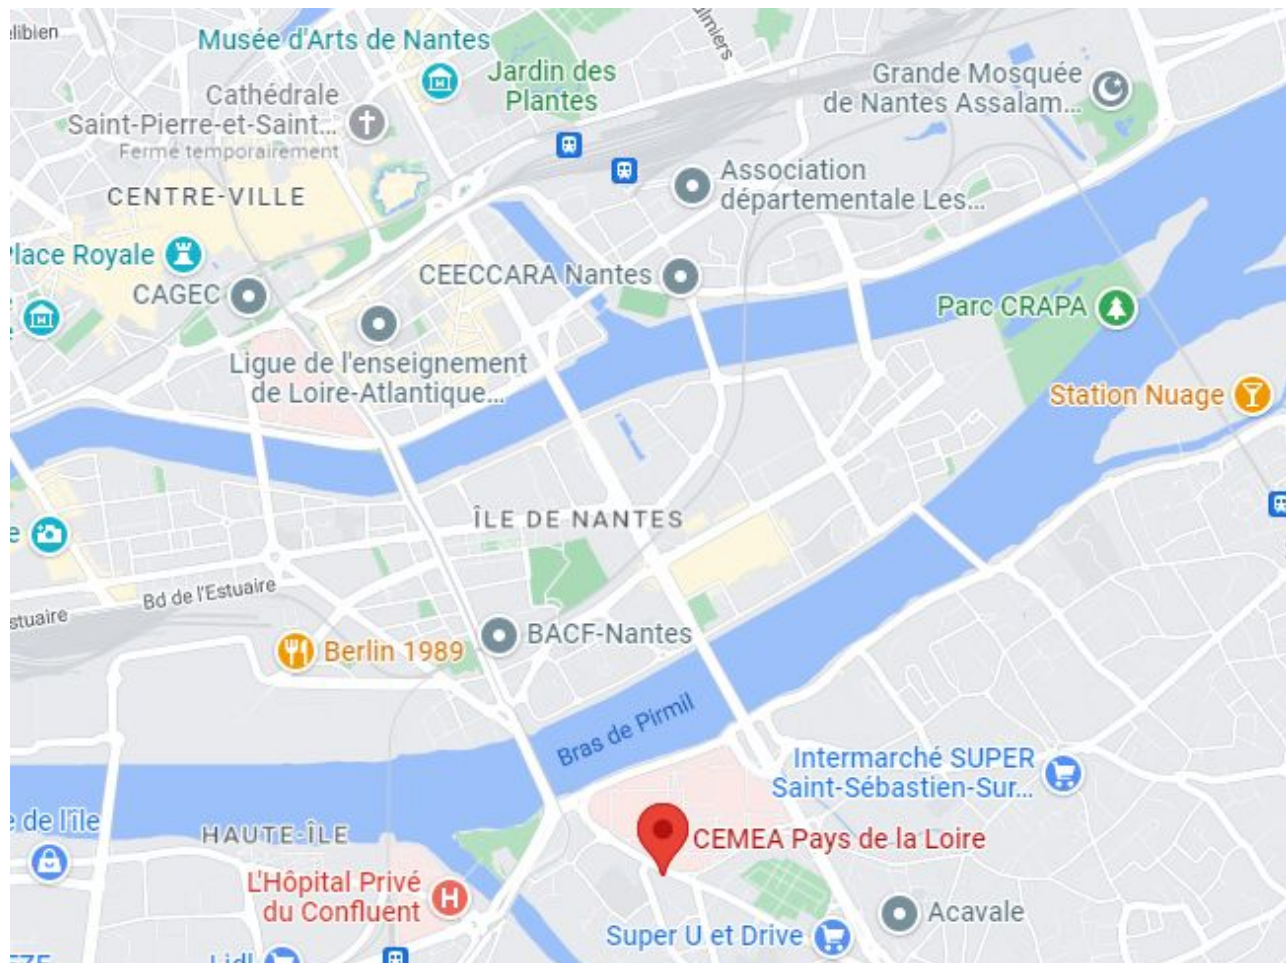 elibien
Musée d'Arts de Nantes
Jardin des
Plantes
Grande Mosquée
de Nantes Assalam...
Cathédrale
Saint-Pierre-et-Saint...
Fermé temporairement
Association
départementale Les...
CENTRE-VILLE
Place Royale
CEECCARA Nantes
CAGEC
Parc CRAPA
Ligue de l'enseignement
de Loire-Atlantique...
Station Nuage
ÎLE DE NANTES
e
Bd de l'Estuaire
stuaire
BACF-Nantes
Berlin 1989
Bras de Pirmil
Intermarché SUPER
Saint-Sébastien-Sur...
e de l'île
HAUTE-ÎLE
CEMEA Pays de la Loire
L'Hôpital Privé
du Confluent
H
Acavale
Super U et Drive
Lidl